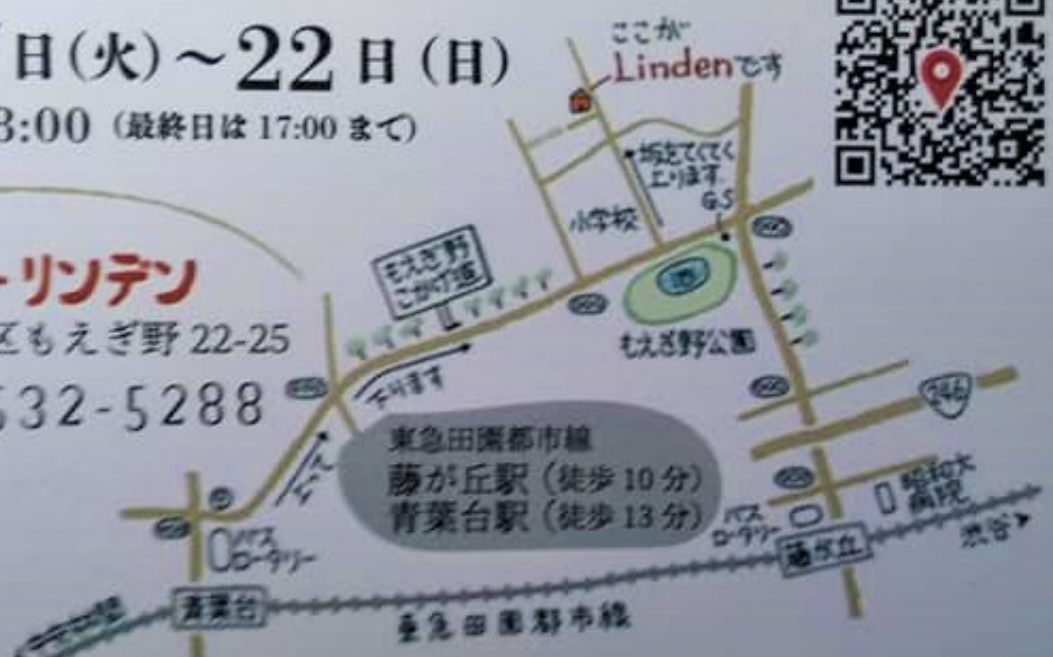 日(火)～22日(日)
:00（最終日は 17:00 まで）
ここが
Lindenです
坂をてくてく
上ります
G.S
小学校
もえぎ野
こかげ道
リンデン
区もえぎ野 22-25
32-5288
下ります
もえぎ野公園
池
東急田園都市線
藤が丘駅（徒歩 10 分）
青葉台駅（徒歩 13 分）
246
昭和大
病院
バス
ロータリー
藤が丘
渋谷
バス
ロータリー
青葉台
東急田園都市線